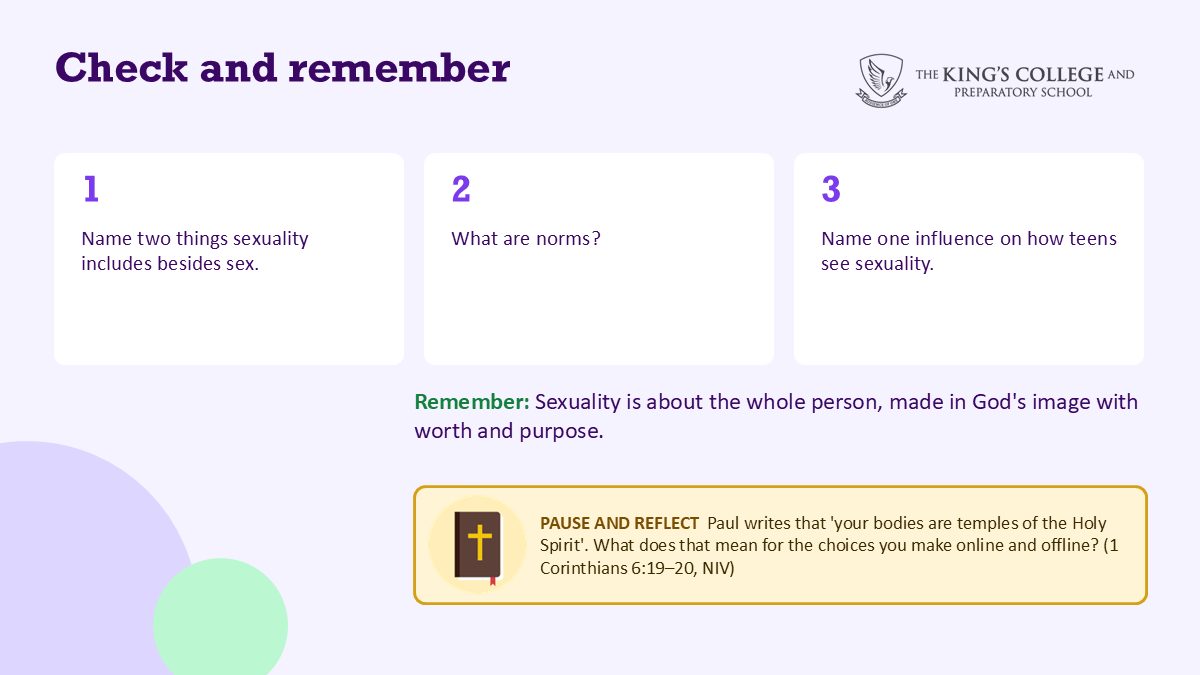 Check and remember
THE KING'S COLLEGE AND
PREPARATORY SCHOOL
1
Name two things sexuality
includes besides sex.
2
What are norms?
3
Name one influence on how teens
see sexuality.
Remember: Sexuality is about the whole person, made in God's image with
worth and purpose.
PAUSE AND REFLECT Paul writes that 'your bodies are temples of the Holy
Spirit'. What does that mean for the choices you make online and offline? (1
Corinthians 6:19–20, NIV)